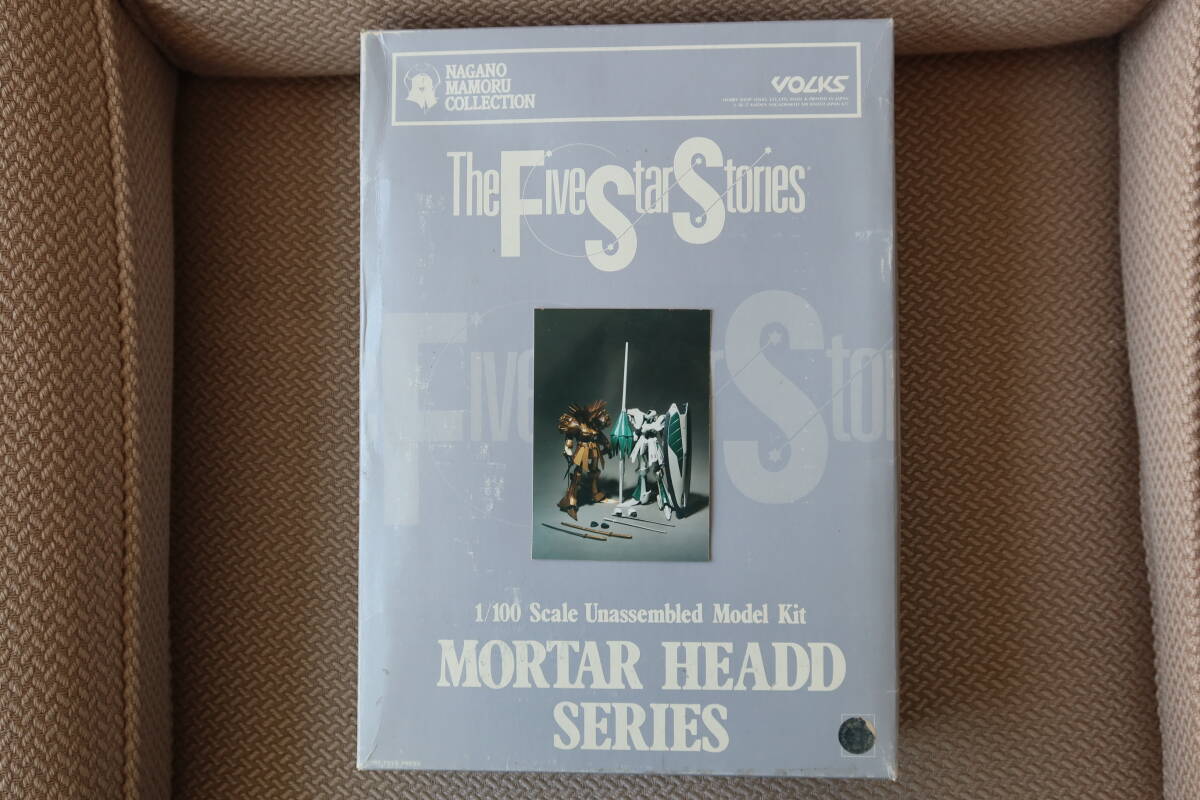 NAGANO
MAMORU
COLLECTION
VOLKS
The Five Star Stories
Five Star Stories
1/100 Scale Unassembled Model Kit
MORTAR HEADD
SERIES